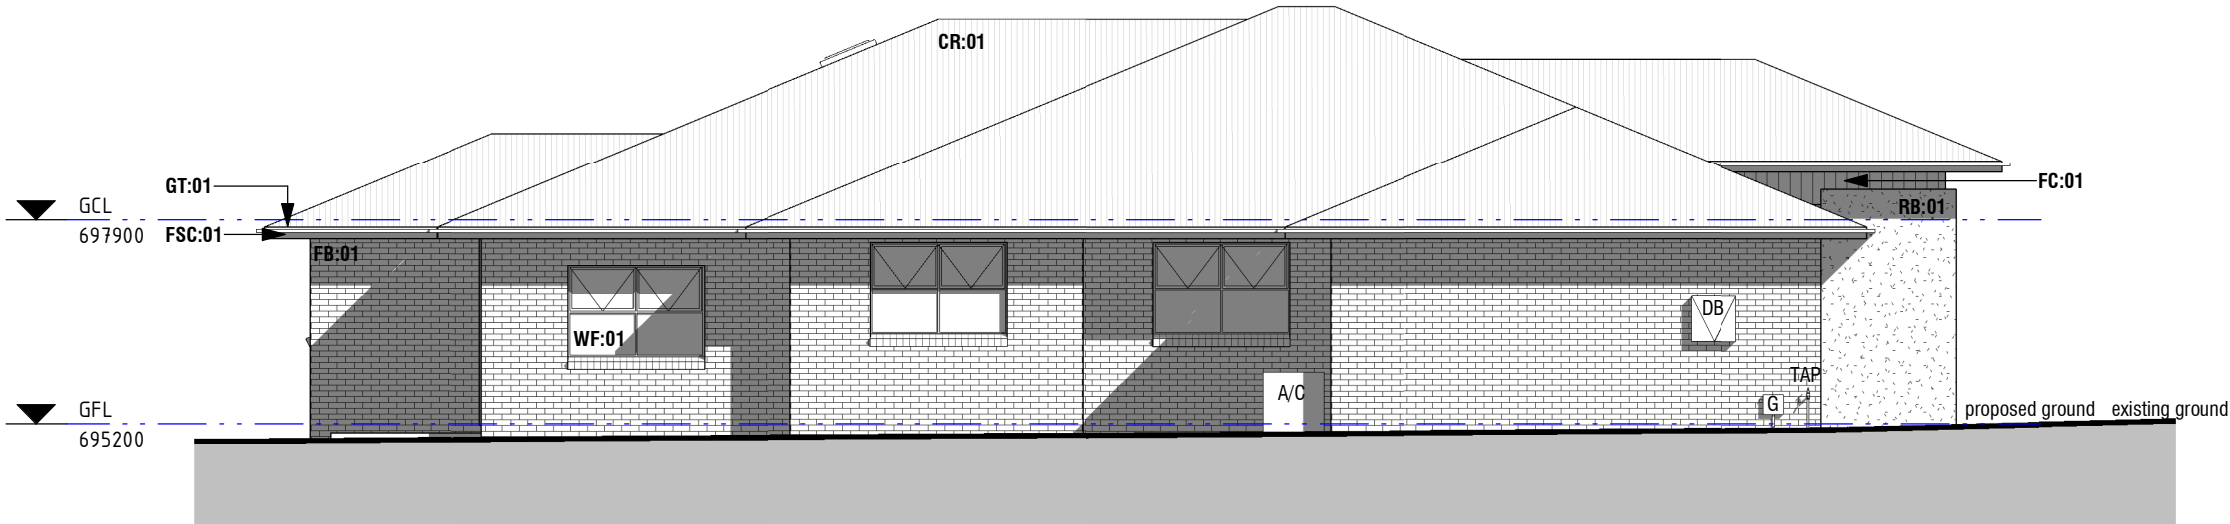 CR:01
GT:01
FC:01
GCL
697900
RB:01
FSC:01
FB:01
DB
WF:01
TAP
A/C
G
GFL
695200
proposed ground existing ground